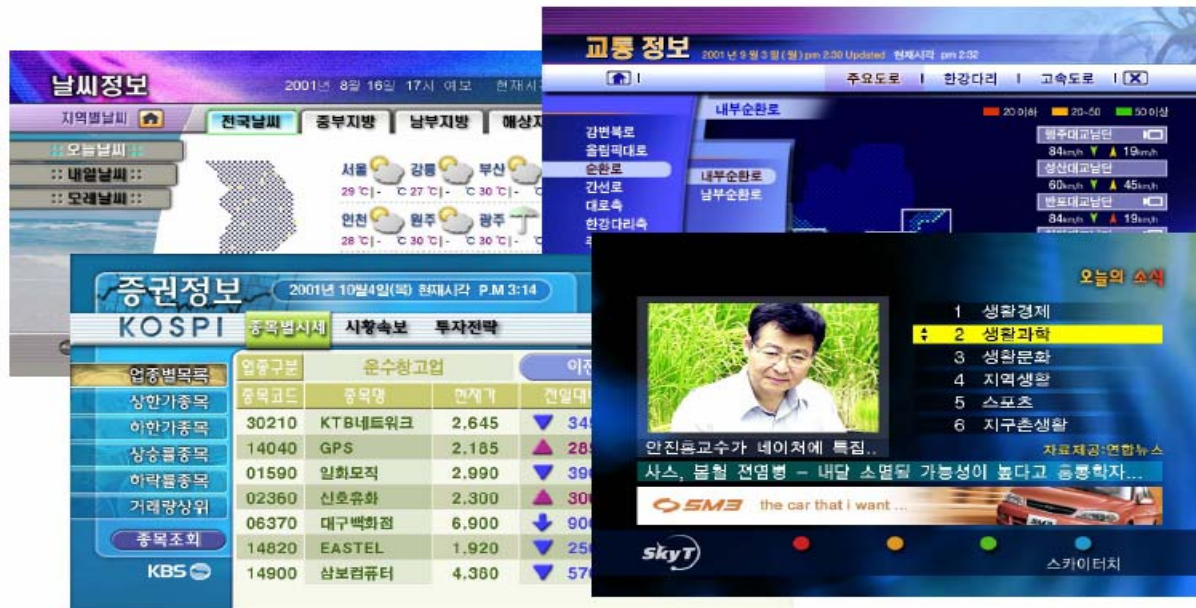 날씨정보
2001년 8월 16일 17시 예보
지역별날씨
전국날씨 중부지방 남부지방
:: 오늘날씨 ::
:: 내일날씨 ::
:: 모레날씨 ::
서울 강릉 부산
29 ℃ | - ℃ 27 ℃ | - ℃ 30 ℃ | -
인천 원주 광주
28 ℃ | - ℃ 30 ℃ | - ℃ 30 ℃ | -
교통 정보
2001 년 9 월 3 일 (월) pm 2:30 Updated 현재시각 pm 2:32
주요도로 | 한강다리 | 고속도로 |
내부순환로
20 이하 20~50 50 이상
강변북로
올림픽대로
순환로
간선로
대로축
한강다리축
내부순환로
남부순환로
행주대교남단
84km/h 19km/h
성산대교남단
60km/h 45km/h
반포대교남단
84km/h 19km/h
증권정보
2001년 10월4일(목) 현재시각 P.M 3:14
KOSPI
종목별시세 시황속보 투자전략
업종별목록
상한가종목
하한가종목
상승률종목
하락률종목
거래량상위
종목조회
KBS
업종구분 운수창고업
종목코드 종목명 현재가
30210 KTB네트워크 2,645
14040 GPS 2,185
01590 일화모직 2,990
02360 신호유화 2,300
06370 대구백화점 6,900
14820 EASTEL 1,920
14900 삼보컴퓨터 4,380
오늘의 소식
1 생활경제
2 생활과학
3 생활문화
4 지역생활
5 스포츠
6 지구촌생활
안진흥교수가 네이처에 특집..
자료제공:연합뉴스
사스, 봄철 전염병 - 내달 소멸될 가능성이 높다고 홍콩학자...
SM3 the car that i want ...
skyT
스카이터치